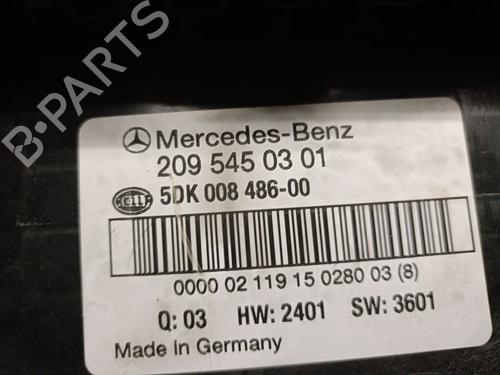 Mercedes-Benz
209 545 03 01
5DK 008 486-00
0000 02 119 15 0280 03 (8)
Q: 03 HW: 2401 SW: 3601
Made In Germany
B-PARTS